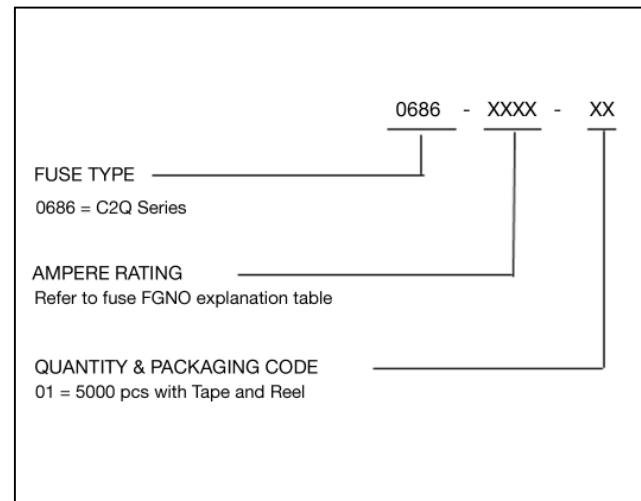 0686 - XXXX - XX
FUSE TYPE
0686 = C2Q Series
AMPERE RATING
Refer to fuse FGNO explanation table
QUANTITY & PACKAGING CODE
01 = 5000 pcs with Tape and Reel